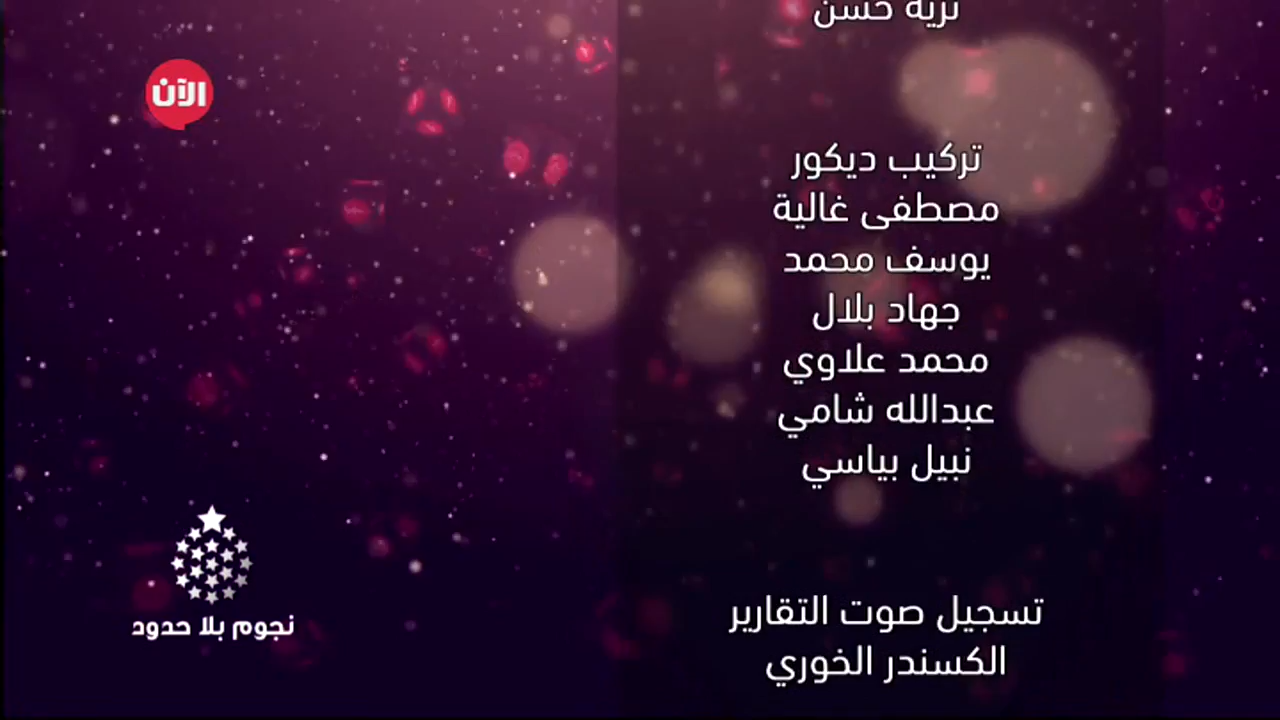 حسن
الآن
تركيب ديكور
مصطفى غالية
يوسف محمد
جهاد بلال
محمد علاوي
عبدالله شامي
نبيل بياسي
تسجيل صوت التقارير
الكسندر الخوري
نجوم بلا حدود